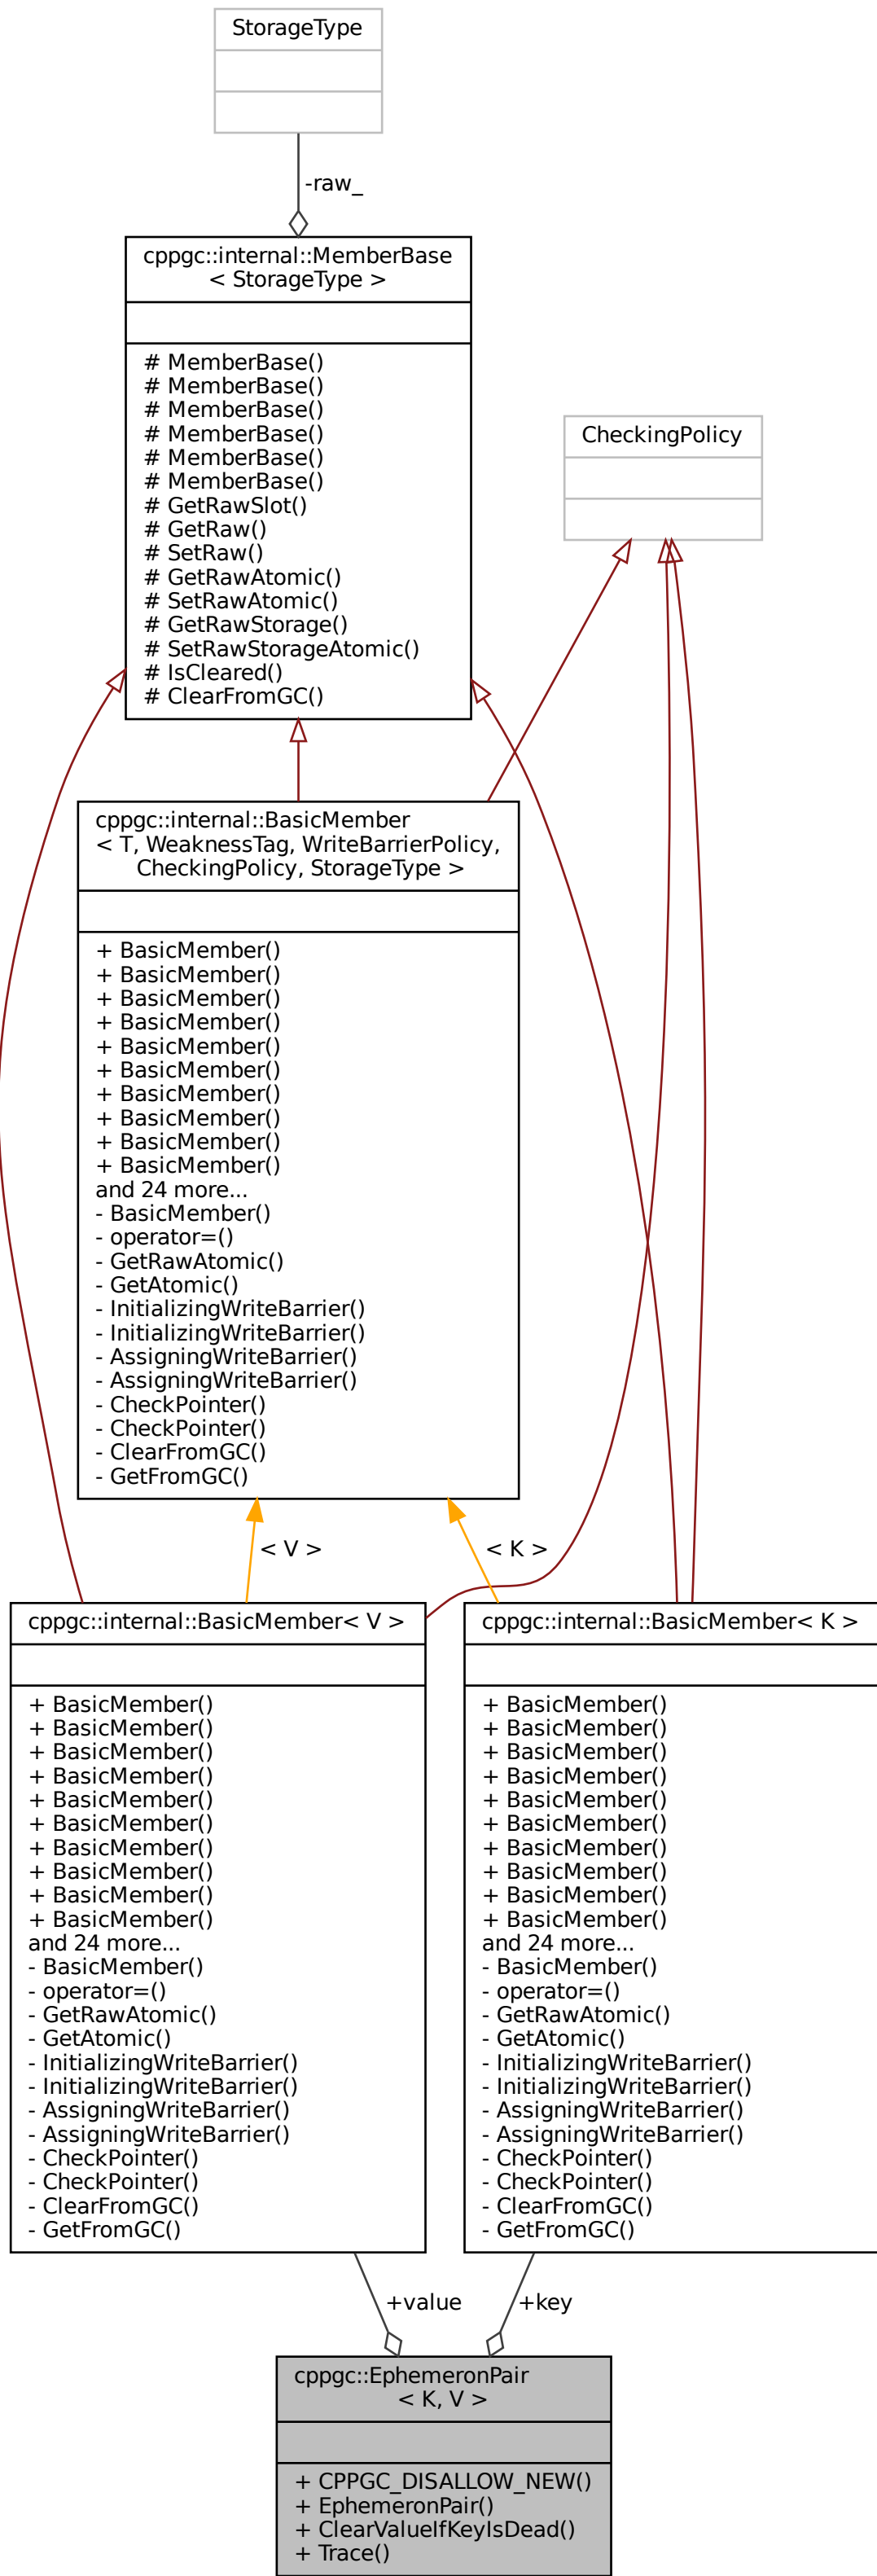 StorageType
-raw_
cppgc::internal::MemberBase
< StorageType >
# MemberBase()
# MemberBase()
# MemberBase()
# MemberBase()
# MemberBase()
# MemberBase()
# GetRawSlot()
# GetRaw()
# SetRaw()
# GetRawAtomic()
# SetRawAtomic()
# GetRawStorage()
# SetRawStorageAtomic()
# IsCleared()
# ClearFromGC()
CheckingPolicy
cppgc::internal::BasicMember
< T, WeaknessTag, WriteBarrierPolicy,
CheckingPolicy, StorageType >
+ BasicMember()
+ BasicMember()
+ BasicMember()
+ BasicMember()
+ BasicMember()
+ BasicMember()
+ BasicMember()
+ BasicMember()
+ BasicMember()
+ BasicMember()
and 24 more...
- BasicMember()
- operator=()
- GetRawAtomic()
- GetAtomic()
- InitializingWriteBarrier()
- InitializingWriteBarrier()
- AssigningWriteBarrier()
- AssigningWriteBarrier()
- CheckPointer()
- CheckPointer()
- ClearFromGC()
- GetFromGC()
< V >
< K >
cppgc::internal::BasicMember< V >
+ BasicMember()
+ BasicMember()
+ BasicMember()
+ BasicMember()
+ BasicMember()
+ BasicMember()
+ BasicMember()
+ BasicMember()
+ BasicMember()
+ BasicMember()
and 24 more...
- BasicMember()
- operator=()
- GetRawAtomic()
- GetAtomic()
- InitializingWriteBarrier()
- InitializingWriteBarrier()
- AssigningWriteBarrier()
- AssigningWriteBarrier()
- CheckPointer()
- CheckPointer()
- ClearFromGC()
- GetFromGC()
cppgc::internal::BasicMember< K >
+ BasicMember()
+ BasicMember()
+ BasicMember()
+ BasicMember()
+ BasicMember()
+ BasicMember()
+ BasicMember()
+ BasicMember()
+ BasicMember()
+ BasicMember()
and 24 more...
- BasicMember()
- operator=()
- GetRawAtomic()
- GetAtomic()
- InitializingWriteBarrier()
- InitializingWriteBarrier()
- AssigningWriteBarrier()
- AssigningWriteBarrier()
- CheckPointer()
- CheckPointer()
- ClearFromGC()
- GetFromGC()
+value
+key
cppgc::EphemeronPair
< K, V >
+ CPPGC_DISALLOW_NEW()
+ EphemeronPair()
+ ClearValueIfKeyIsDead()
+ Trace()